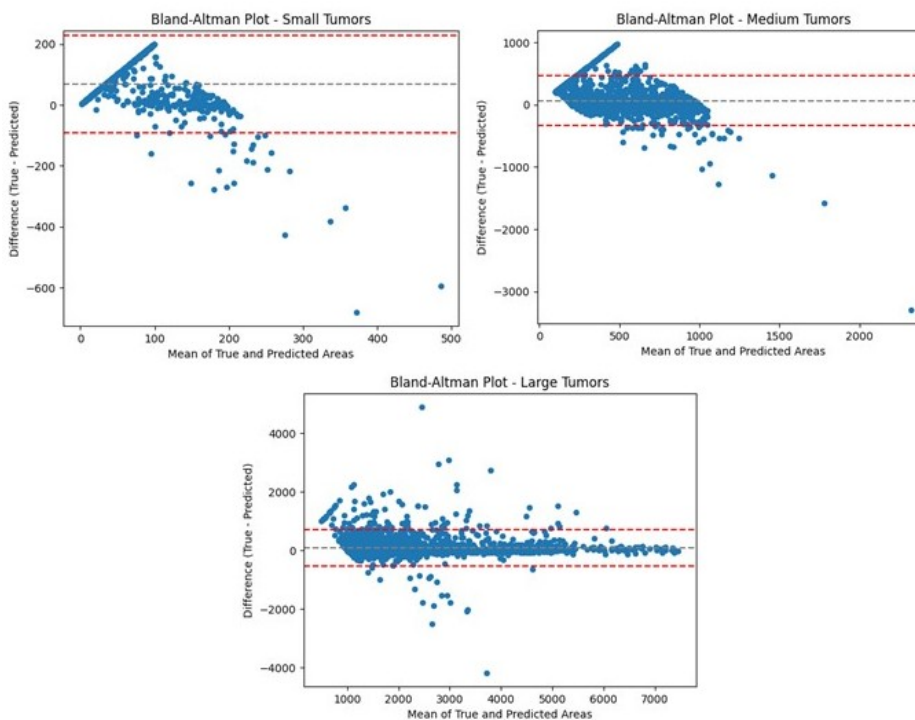 Bland-Altman Plot - Small Tumors
200
0
−200
−400
−600
Difference (True - Predicted)
0 100 200 300 400 500
Mean of True and Predicted Areas
Bland-Altman Plot - Medium Tumors
1000
0
−1000
−2000
−3000
Difference (True - Predicted)
0 500 1000 1500 2000
Mean of True and Predicted Areas
Bland-Altman Plot - Large Tumors
4000
2000
0
−2000
−4000
Difference (True - Predicted)
1000 2000 3000 4000 5000 6000 7000
Mean of True and Predicted Areas